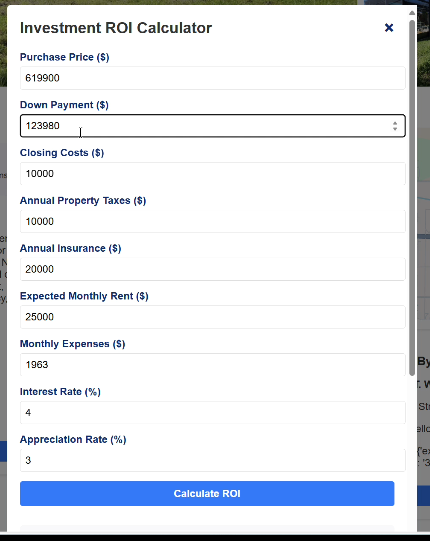 Investment ROI Calculator
×
Purchase Price ($)
619900
Down Payment ($)
123980
Closing Costs ($)
10000
Annual Property Taxes ($)
10000
Annual Insurance ($)
20000
Expected Monthly Rent ($)
25000
Monthly Expenses ($)
1963
Interest Rate (%)
4
Appreciation Rate (%)
3
Calculate ROI
By